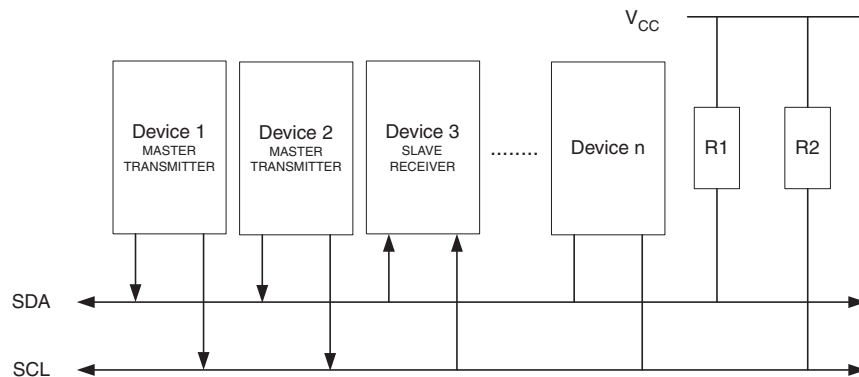 V_CC
Device 1
MASTER
TRANSMITTER
Device 2
MASTER
TRANSMITTER
Device 3
SLAVE
RECEIVER
........
Device n
R1
R2
SDA
SCL